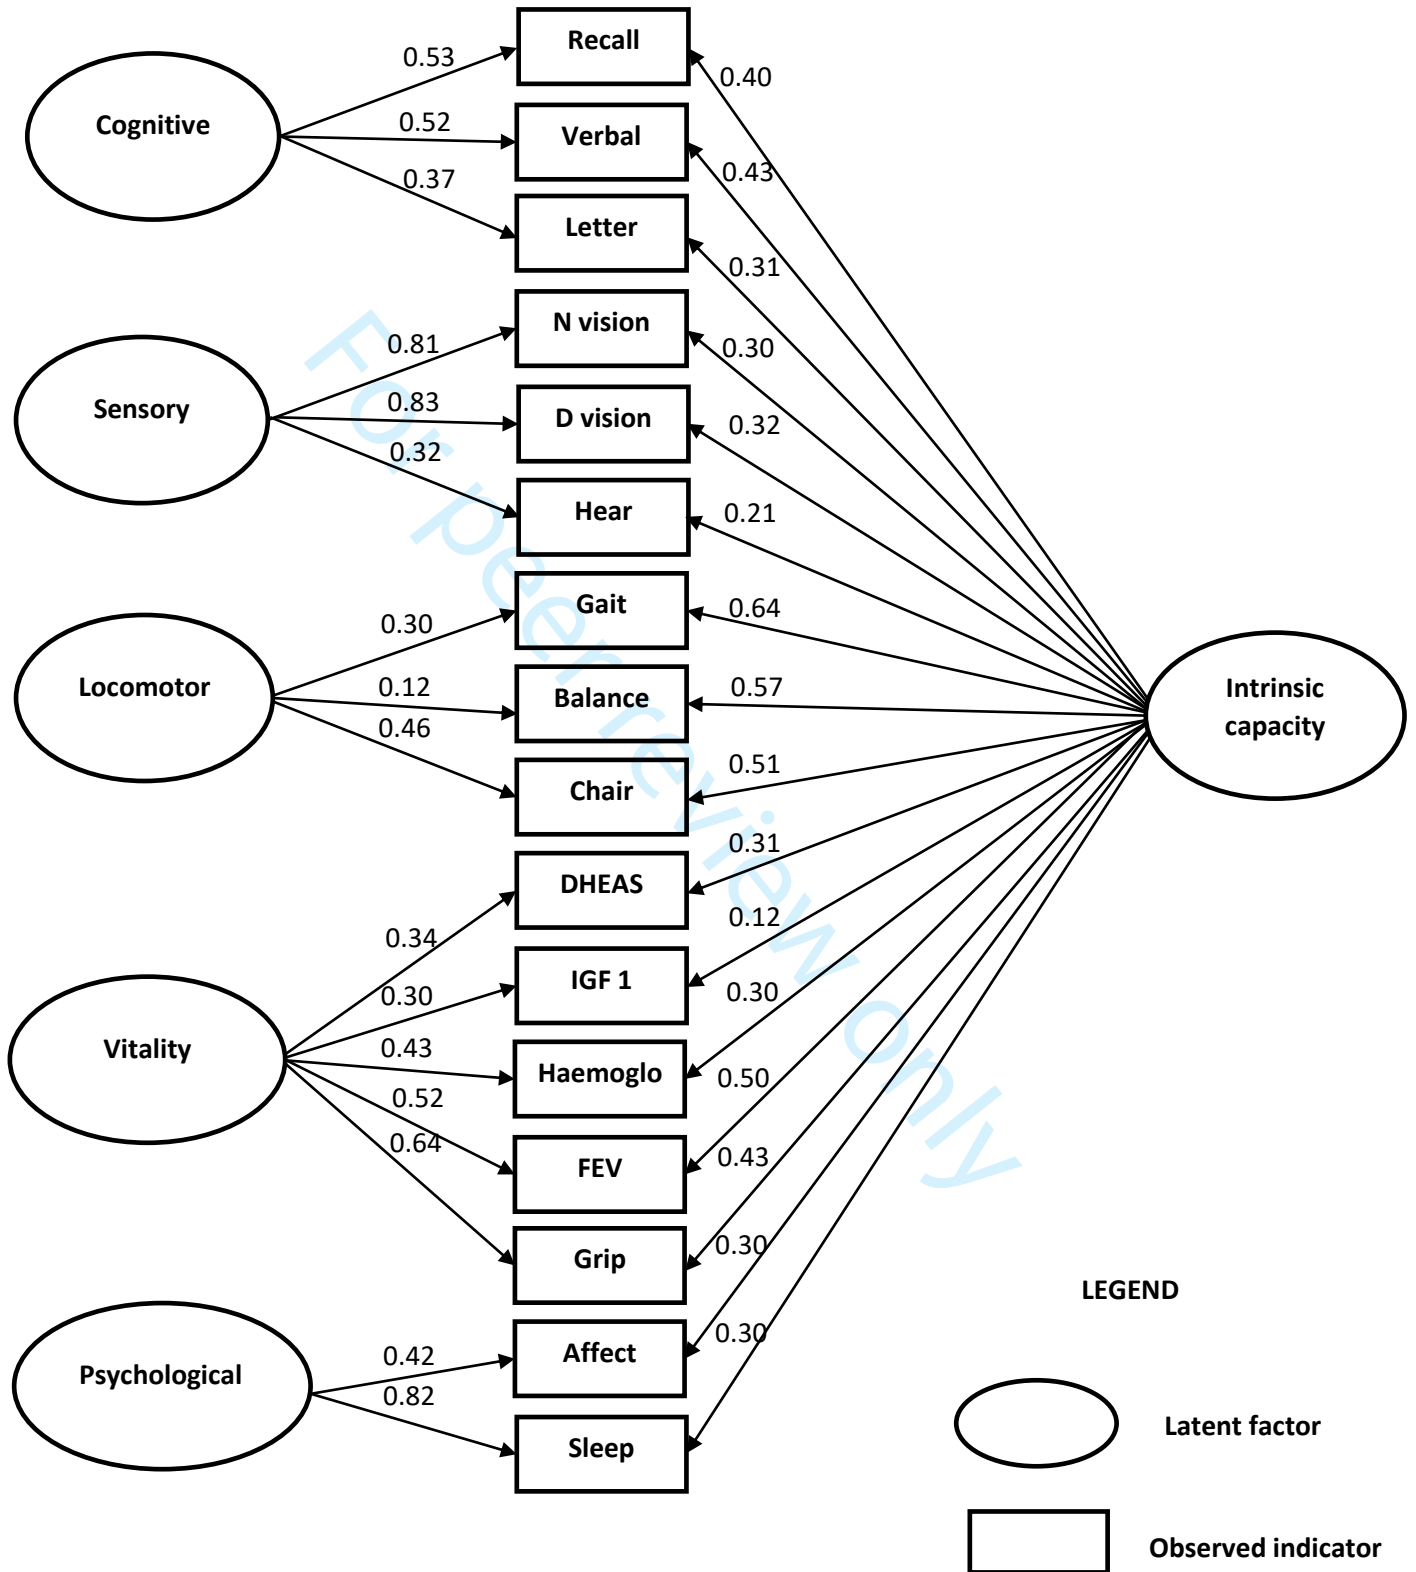 Recall
0.53
0.40
Cognitive
0.52
Verbal
0.43
0.37
Letter
0.31
N vision
0.81
0.30
Sensory
0.83
D vision
0.32
0.32
Hear
0.21
Gait
0.30
0.64
Locomotor
0.12
Balance
0.57
Intrinsic
capacity
0.46
Chair
0.51
DHEAS
0.31
0.34
0.12
IGF 1
0.30
0.30
Vitality
0.43
Haemoglo
0.50
0.52
0.64
FEV
0.43
Grip
0.30
LEGEND
Affect
0.30
0.42
Psychological
0.82
Sleep
Latent factor
Observed indicator
For peer review only